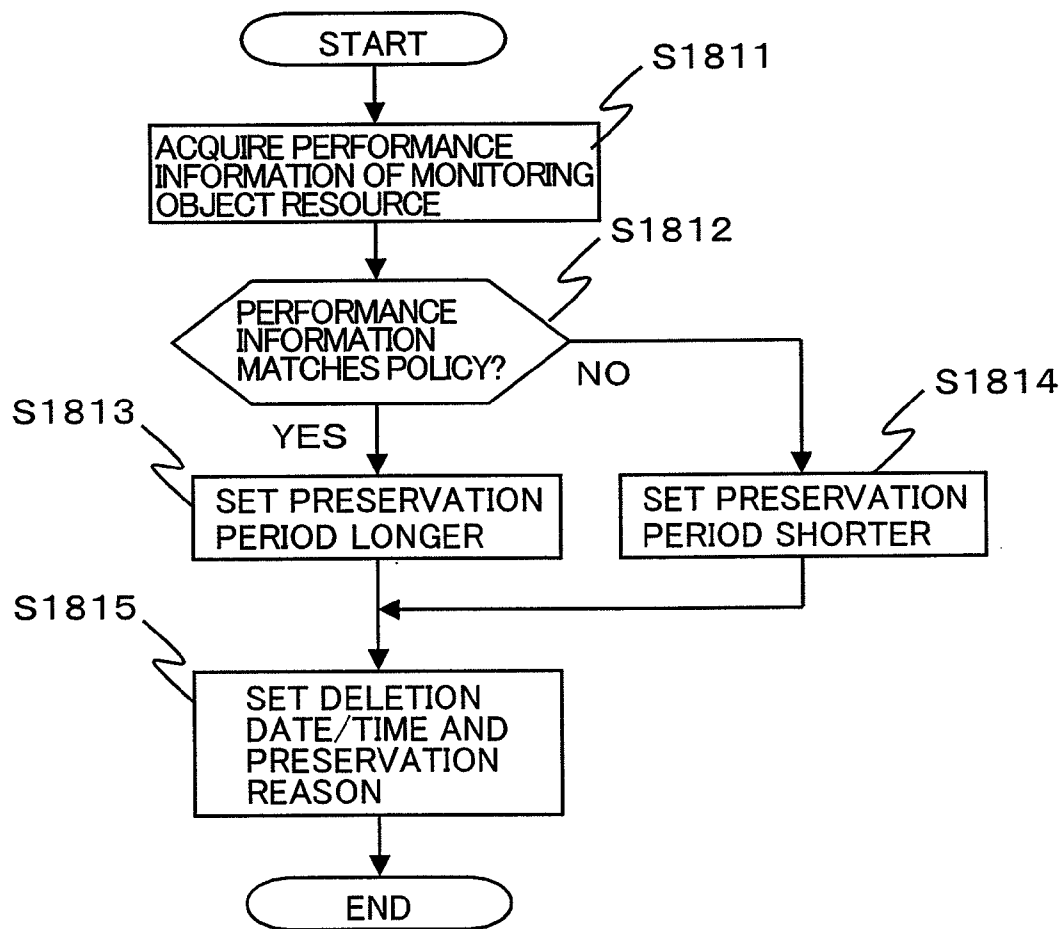 START
S1811
ACQUIRE PERFORMANCE
INFORMATION OF MONITORING
OBJECT RESOURCE
S1812
PERFORMANCE
INFORMATION
MATCHES POLICY?
NO
S1814
S1813
YES
SET PRESERVATION
PERIOD LONGER
SET PRESERVATION
PERIOD SHORTER
S1815
SET DELETION
DATE/TIME AND
PRESERVATION
REASON
END